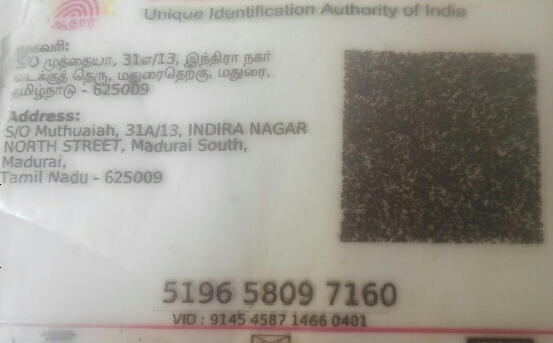 Unique Identification Authority of India
ஆதார்
முகவரி:
S/O முத்தையா, 31எ/13, இந்திரா நகர்
வடக்குத் தெரு, மதுரைதெற்கு, மதுரை,
தமிழ்நாடு - 625009
Address:
S/O Muthuaiah, 31A/13, INDIRA NAGAR
NORTH STREET, Madurai South,
Madurai,
Tamil Nadu - 625009
5196 5809 7160
VID : 9145 4587 1466 0401